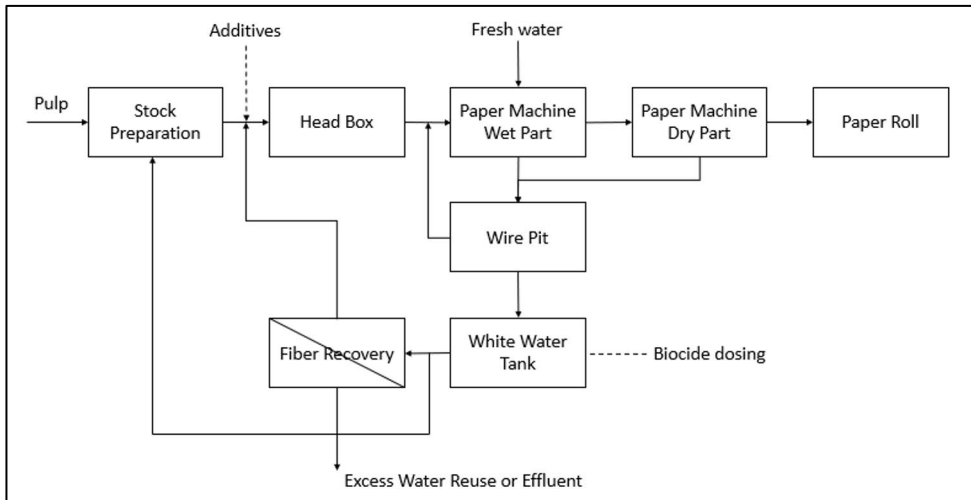 Additives
Fresh water
Pulp
Stock
Preparation
Head Box
Paper Machine
Wet Part
Paper Machine
Dry Part
Paper Roll
Wire Pit
Fiber Recovery
White Water
Tank
Biocide dosing
Excess Water Reuse or Effluent